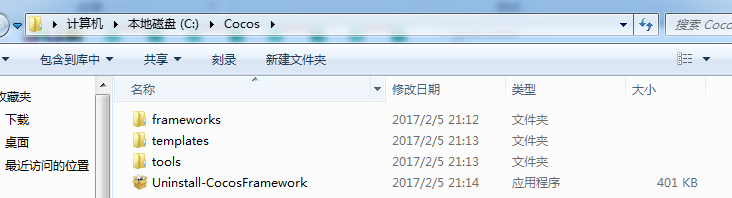 计算机 ▸ 本地磁盘 (C:) ▸ Cocos ▸ 搜索 Coco
包含到库中 共享 刻录 新建文件夹
收藏夹 名称 修改日期 类型 大小
下载 frameworks 2017/2/5 21:12 文件夹
桌面 templates 2017/2/5 21:13 文件夹
最近访问的位置 tools 2017/2/5 21:13 文件夹
Uninstall-CocosFramework 2017/2/5 21:14 应用程序 401 KB